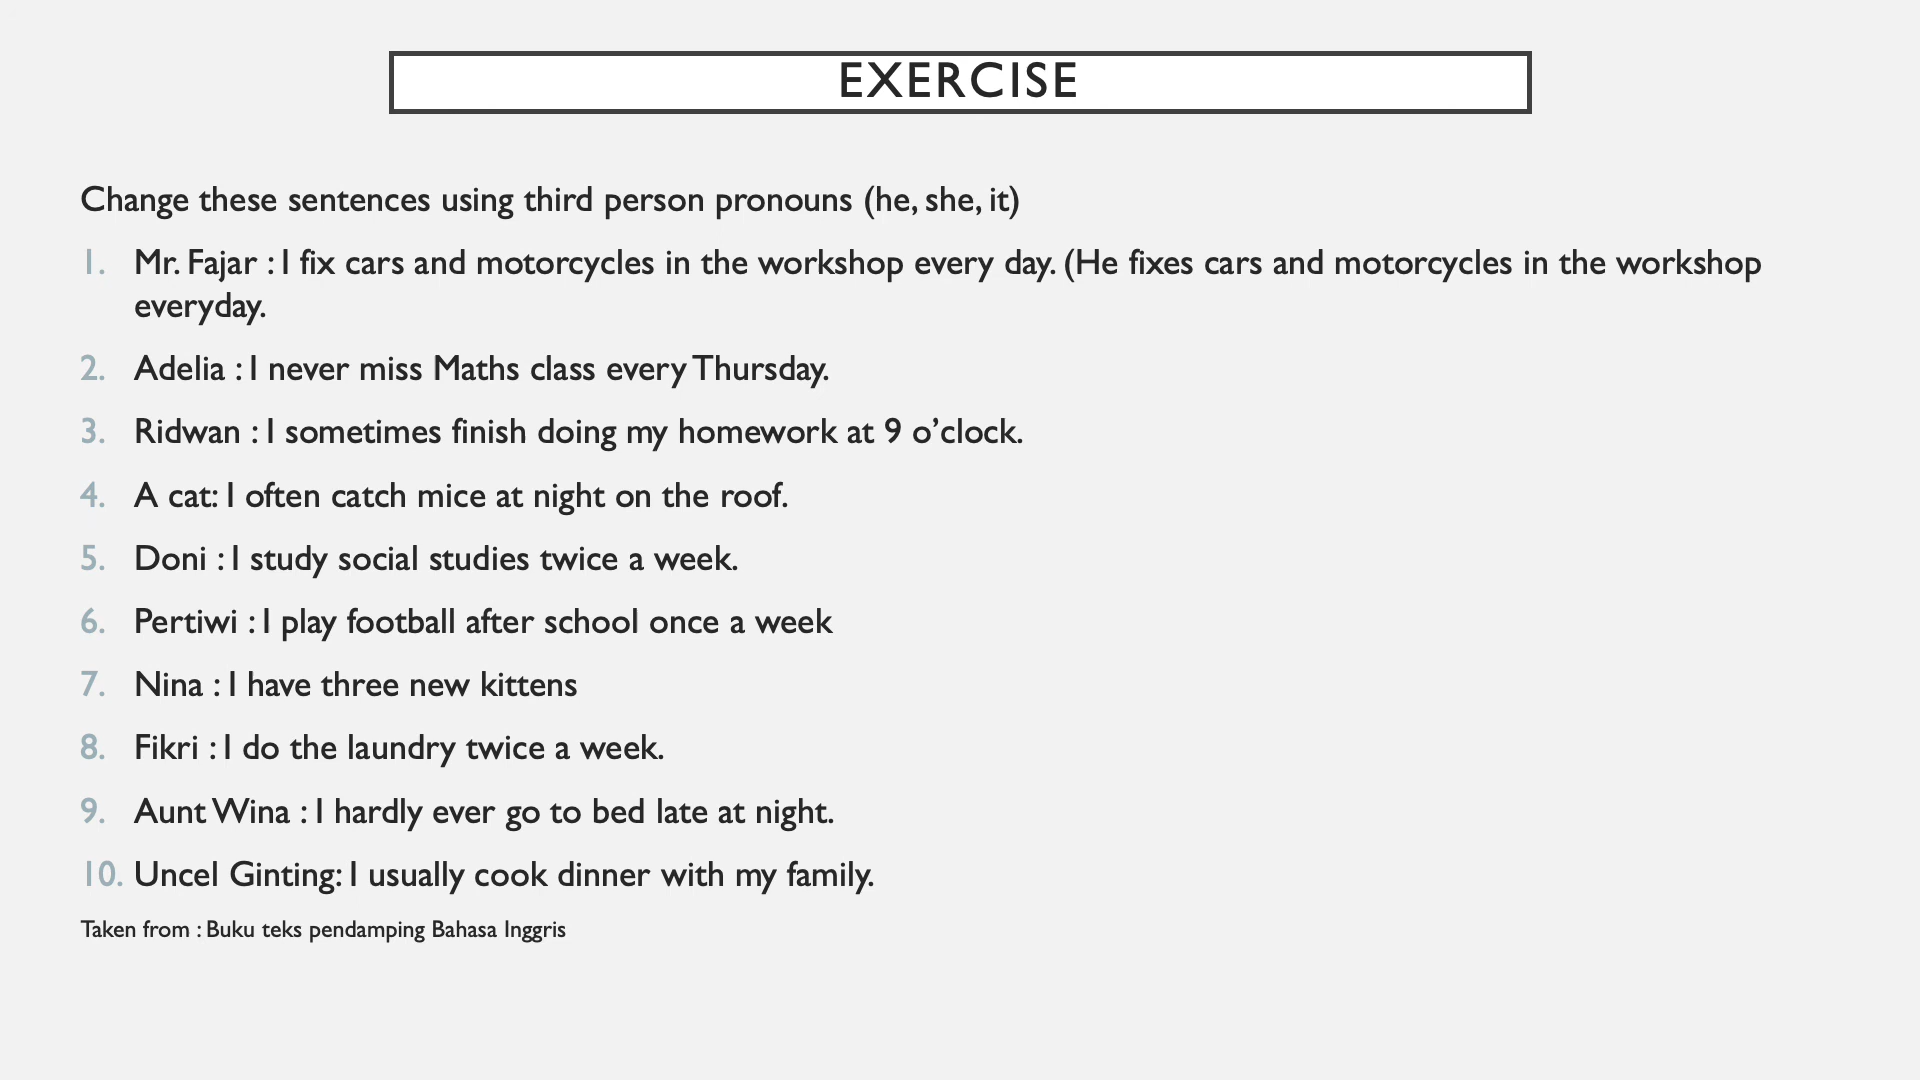 EXERCISE
Change these sentences using third person pronouns (he, she, it)
1. Mr. Fajar : I fix cars and motorcycles in the workshop every day. (He fixes cars and motorcycles in the workshop
everyday.
2. Adelia : I never miss Maths class every Thursday.
3. Ridwan : I sometimes finish doing my homework at 9 o’clock.
4. A cat: I often catch mice at night on the roof.
5. Doni : I study social studies twice a week.
6. Pertiwi : I play football after school once a week
7. Nina : I have three new kittens
8. Fikri : I do the laundry twice a week.
9. Aunt Wina : I hardly ever go to bed late at night.
10. Uncel Ginting: I usually cook dinner with my family.
Taken from : Buku teks pendamping Bahasa Inggris